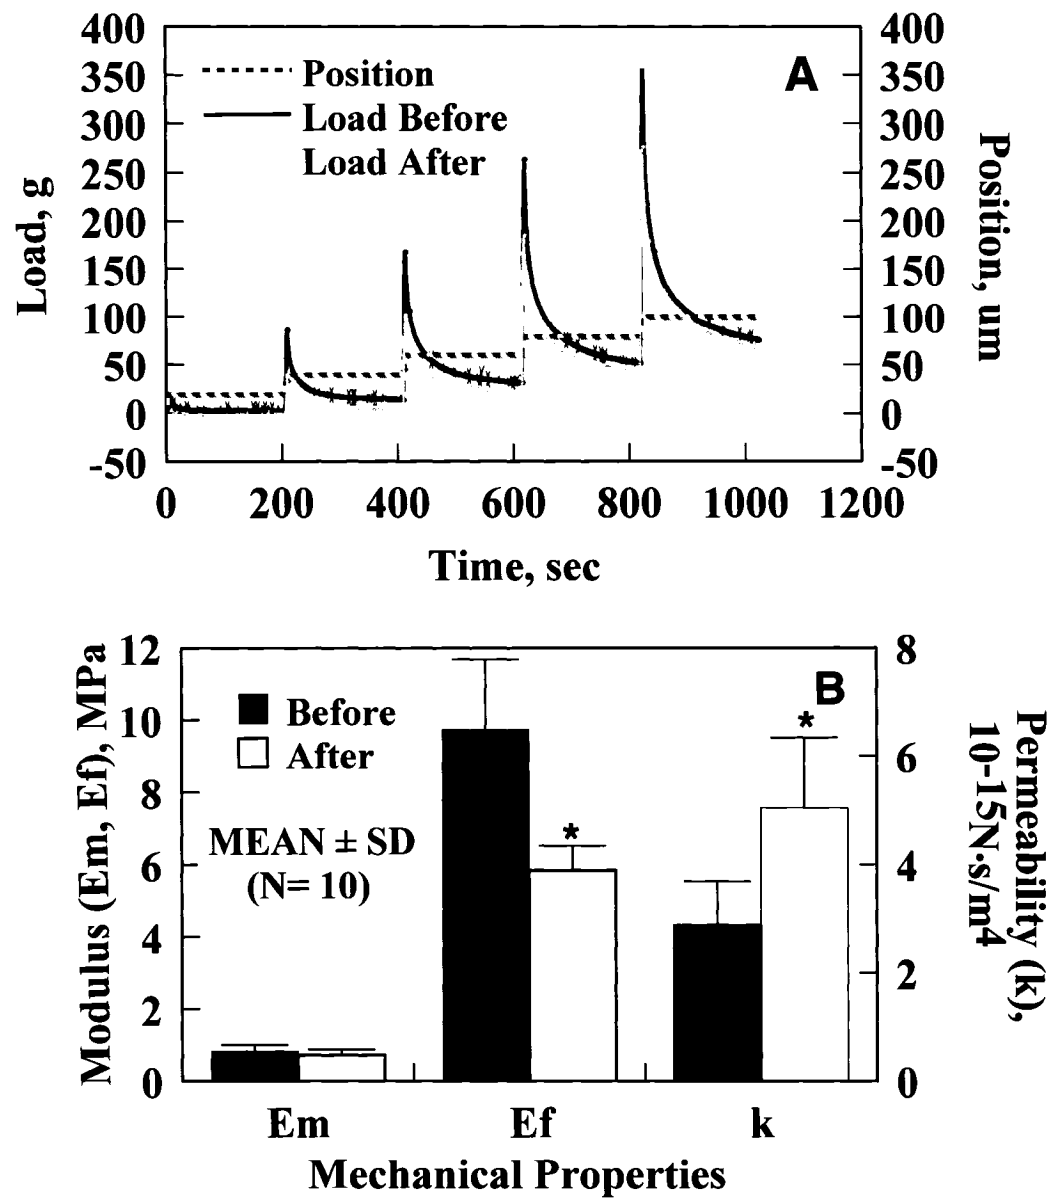 400
350
300
250
200
150
100
50
0
-50
Load, g
A
Position
Load Before
Load After
400
350
300
250
200
150
100
50
0
-50
Position, um
0 200 400 600 800 1000 1200
Time, sec
12
10
8
6
4
2
0
Modulus (Em, Ef), MPa
B
Before
After
MEAN ± SD
(N= 10)
*
*
8
6
4
2
0
Permeability (k),
10-15N·s/m4
Em Ef k
Mechanical Properties